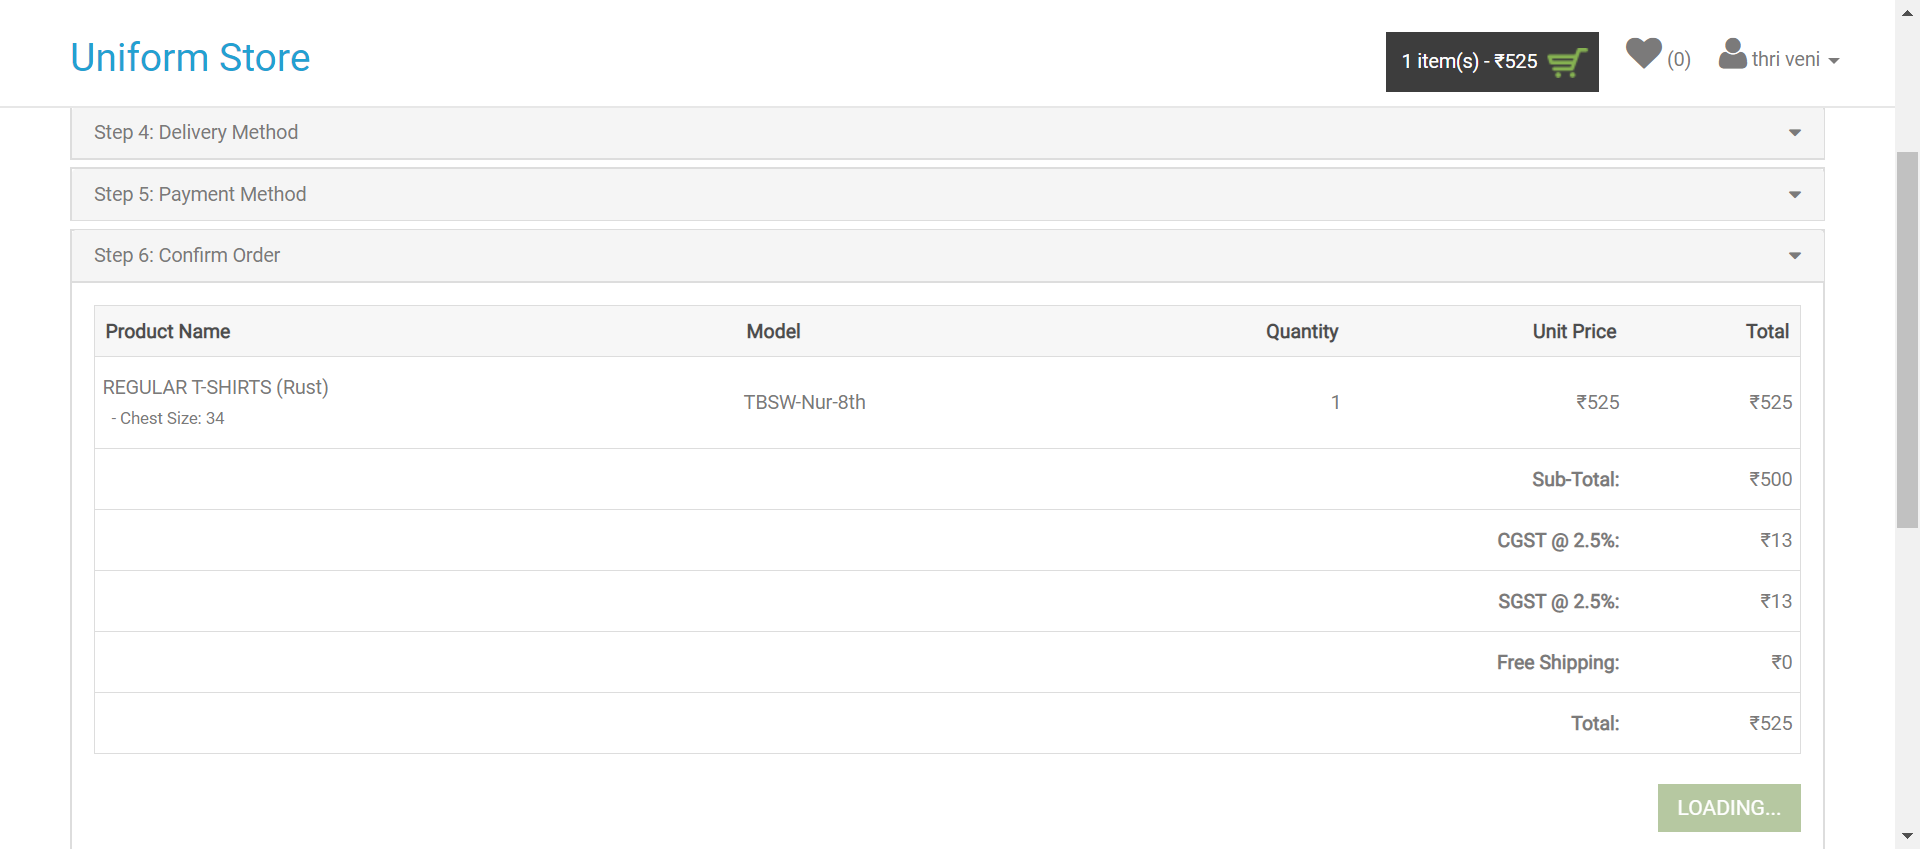 Uniform Store
1 item(s) - ₹525
(0)
thri veni
Step 4: Delivery Method
Step 5: Payment Method
Step 6: Confirm Order
Product Name Model Quantity Unit Price Total
REGULAR T-SHIRTS (Rust)
- Chest Size: 34
TBSW-Nur-8th 1 ₹525 ₹525
Sub-Total: ₹500
CGST @ 2.5%: ₹13
SGST @ 2.5%: ₹13
Free Shipping: ₹0
Total: ₹525
LOADING...